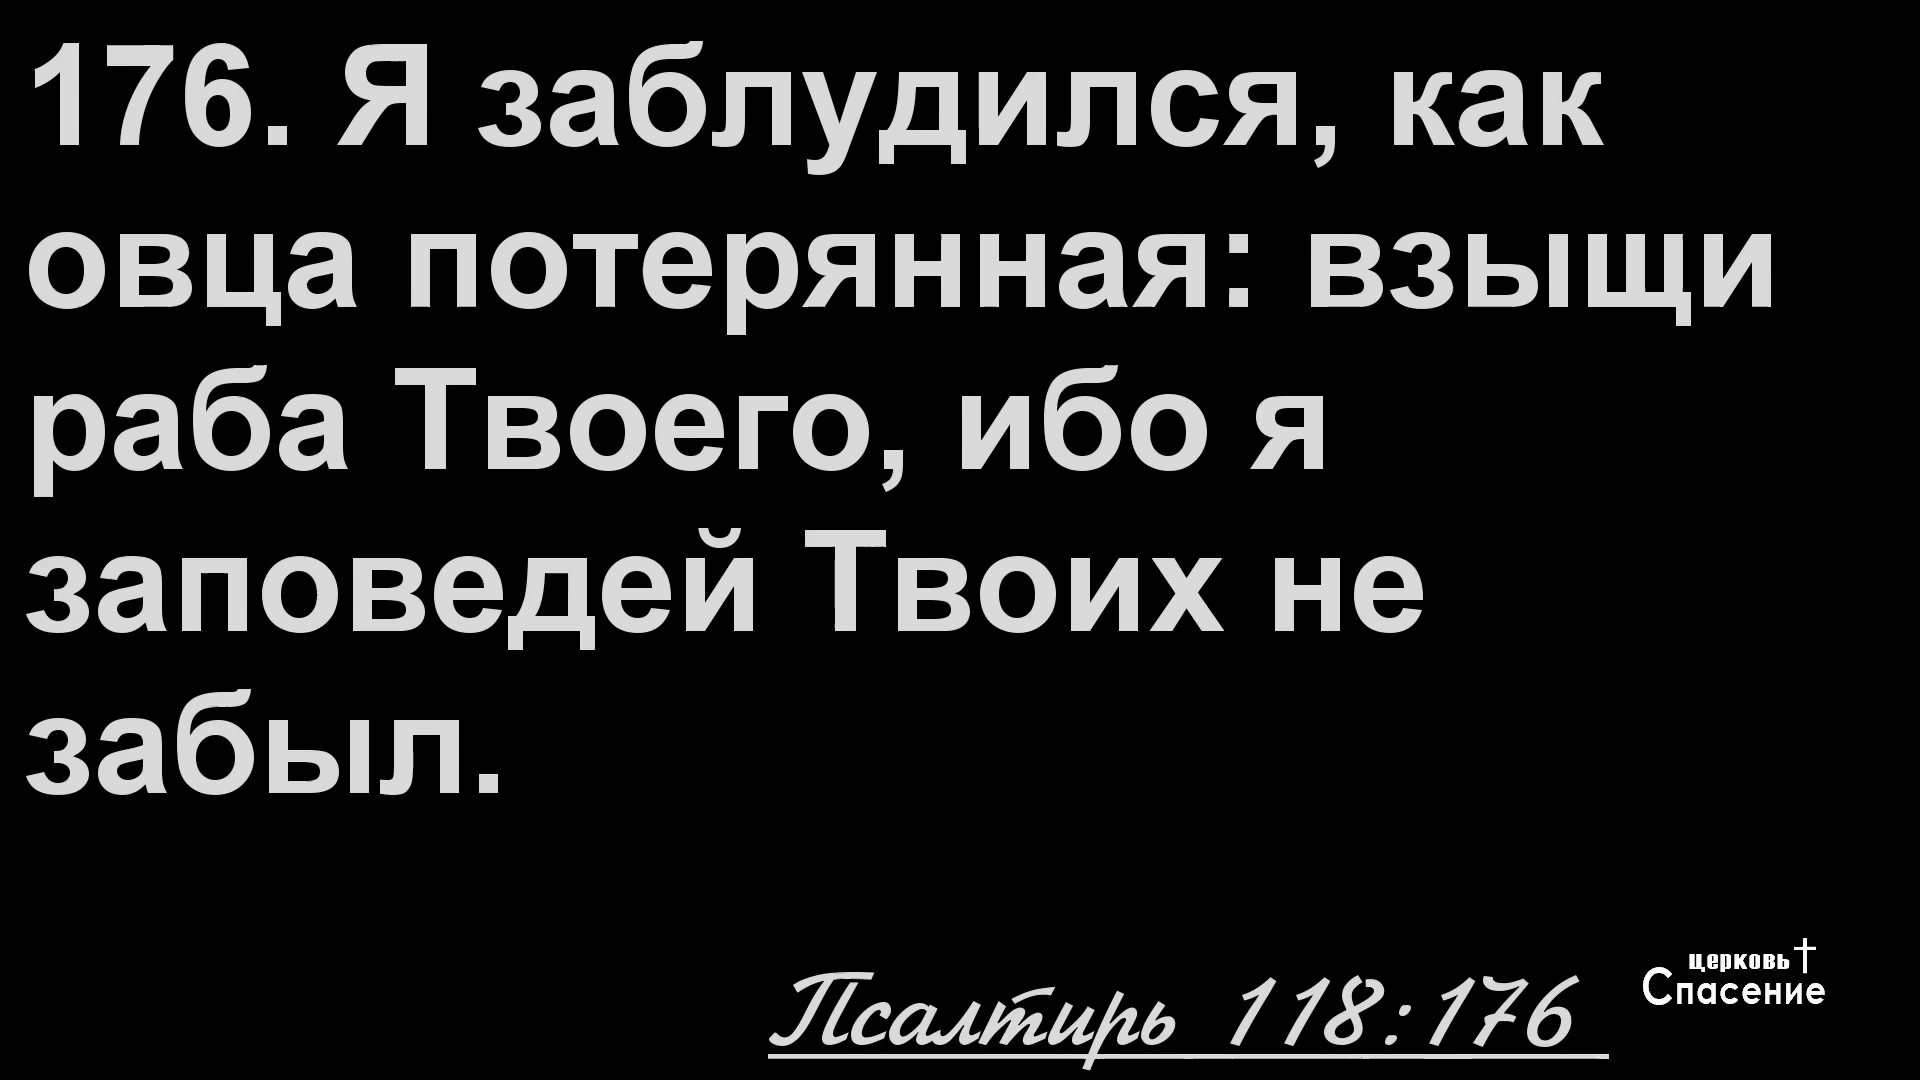 176. Я заблудился, как
овца потерянная: взыщи
раба Твоего, ибо я
заповедей Твоих не
забыл.
Псалтирь 118:176
церковь
Спасение